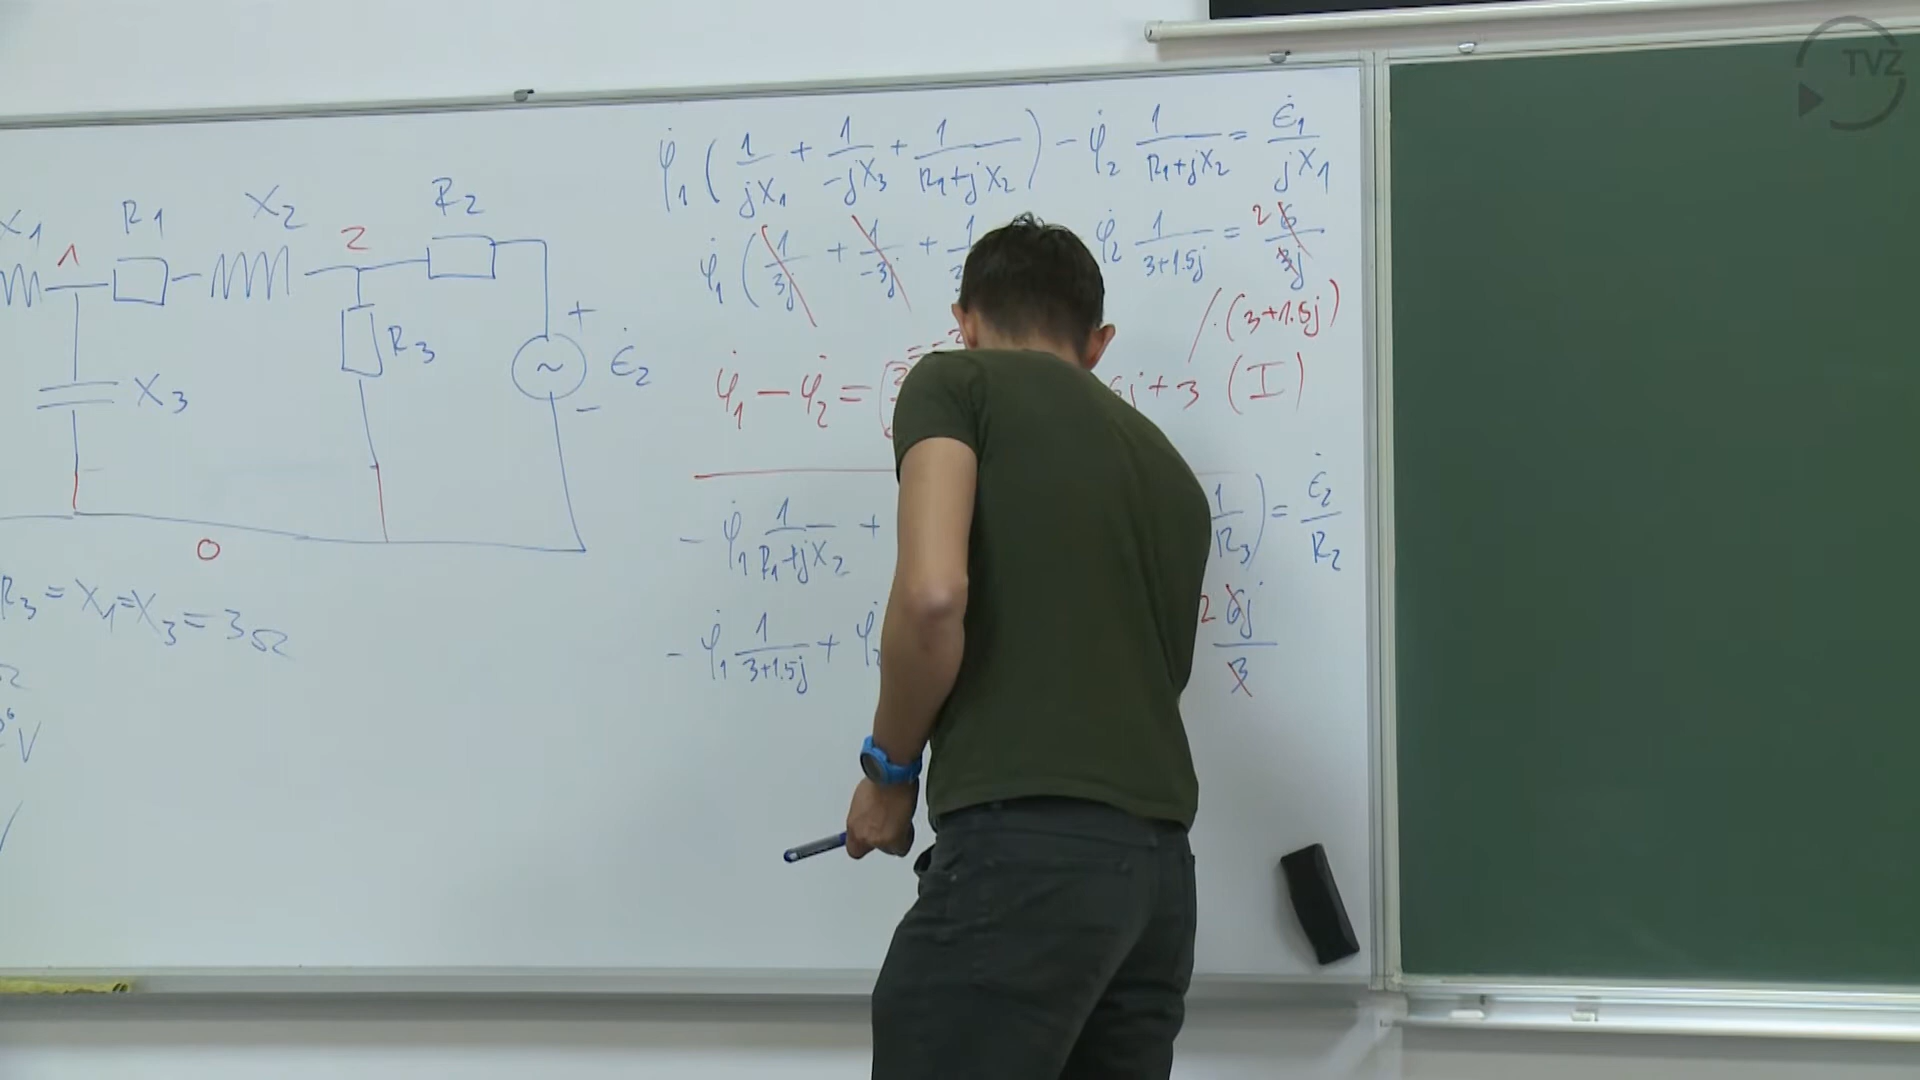 TVZ
X₁
1
R₁
X₂
2
R₂
R₃
X₃
+
~
Ė₂
−
0
R₃ = X₁ = X₃ = 3Ω
V
φ̇₁ ( 1/jX₁ + 1/-jX₃ + 1/R₁+jX₂ ) − φ̇₂ 1/R₁+jX₂ = Ė₁/jX₁
φ̇₁ ( 1/3j + 1/-3j + φ̇₂ 1/3+1.5j = 2 6/3j
/·(3+1.5j)
φ̇₁ − φ̇₂ = j + 3 (I)
− φ̇₁ 1/R₁+jX₂ + 1/R₃ ) = Ė₂/R₂
− φ̇₁ 1/3+1.5j + φ̇₂ 2 6j/3